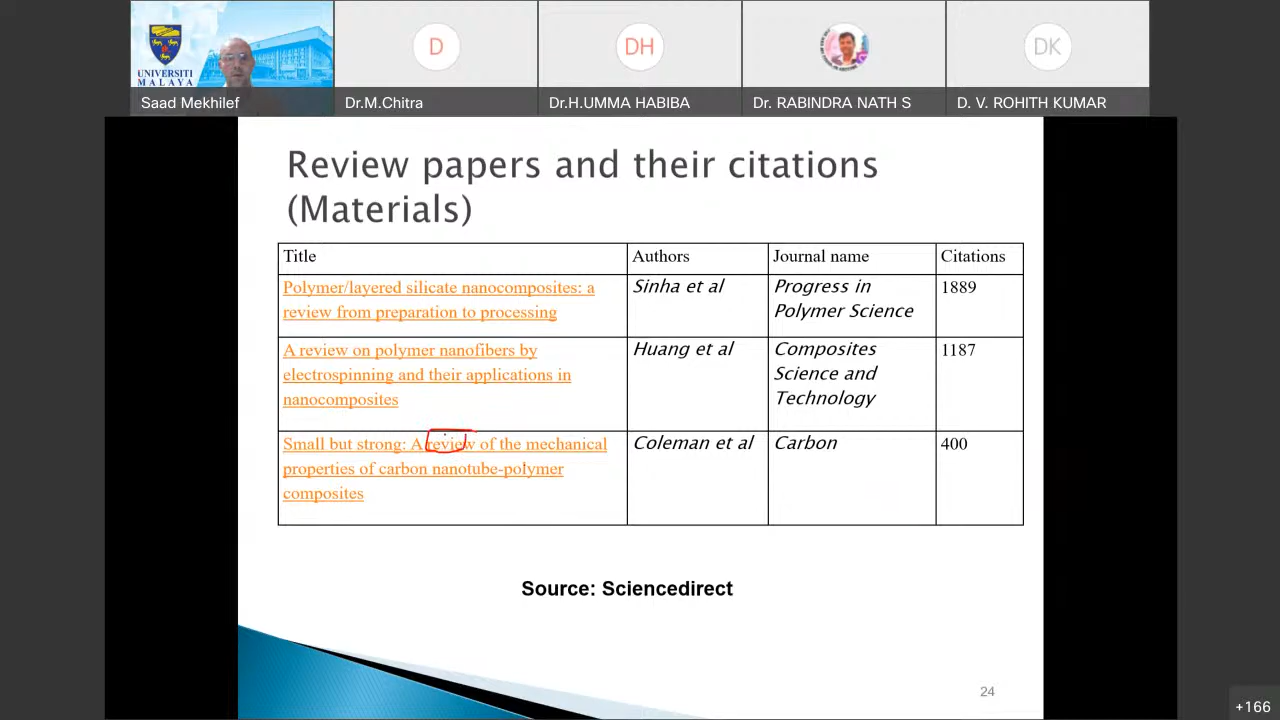 UNIVERSITI
MALAYA
D
DH
DK
Saad Mekhilef
Dr.M.Chitra
Dr.H.UMMA HABIBA
Dr. RABINDRA NATH S
D. V. ROHITH KUMAR
Review papers and their citations
(Materials)
Title
Authors
Journal name
Citations
Polymer/layered silicate nanocomposites: a
review from preparation to processing
Sinha et al
Progress in
Polymer Science
1889
A review on polymer nanofibers by
electrospinning and their applications in
nanocomposites
Huang et al
Composites
Science and
Technology
1187
Small but strong: A review of the mechanical
properties of carbon nanotube-polymer
composites
Coleman et al
Carbon
400
Source: Sciencedirect
24
+166